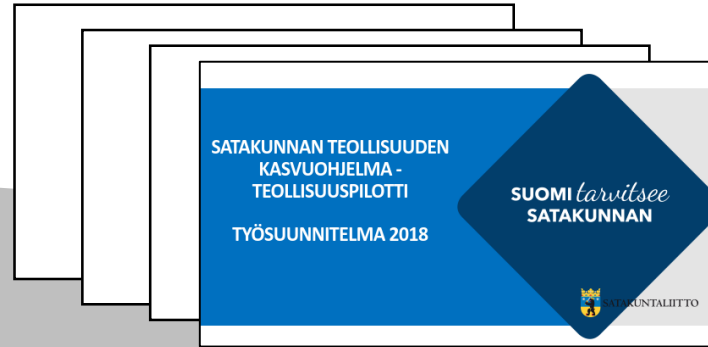 SATAKUNNAN TEOLLISUUDEN
KASVUOHJELMA -
TEOLLISUUSPILOTTI
TYÖSUUNNITELMA 2018
SUOMI tarvitsee
SATAKUNNAN
SATAKUNTALIITTO